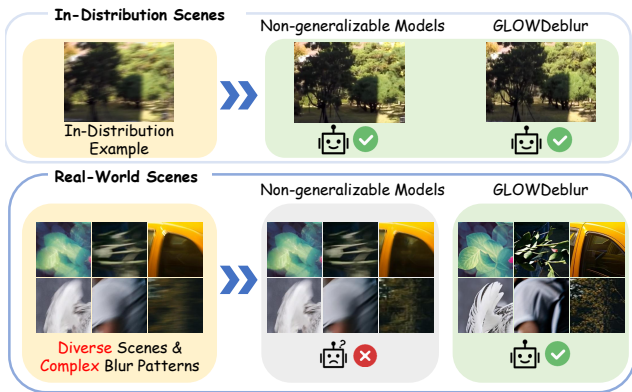 In-Distribution Scenes
Non-generalizable Models
GLOWDeblur
In-Distribution
Example
Real-World Scenes
Non-generalizable Models
GLOWDeblur
Diverse Scenes &
Complex Blur Patterns
?